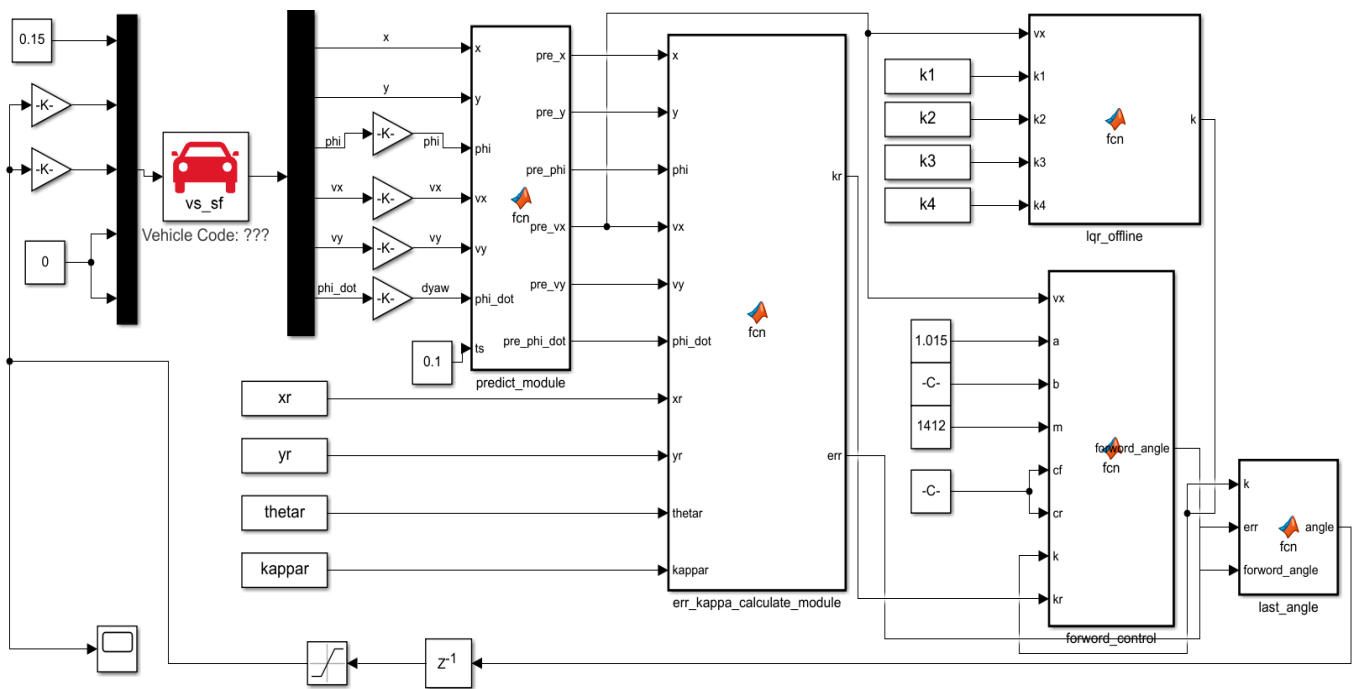 0.15
-K-
-K-
0
vs_sf
Vehicle Code: ???
x
y
phi
-K-
phi
vx
-K-
vx
vy
-K-
vy
phi_dot
-K-
dyaw
0.1
x
y
phi
vx
vy
phi_dot
ts
fcn
pre_x
pre_y
pre_phi
pre_vx
pre_vy
pre_phi_dot
predict_module
xr
yr
thetar
kappar
x
y
phi
vx
vy
phi_dot
xr
yr
thetar
kappar
fcn
kr
err
err_kappa_calculate_module
k1
k2
k3
k4
vx
k1
k2
k3
k4
fcn
k
lqr_offline
1.015
-C-
1412
-C-
vx
a
b
m
cf
cr
k
kr
fcn
forword_angle
forword_control
k
err
forword_angle
fcn
angle
last_angle
Z-1